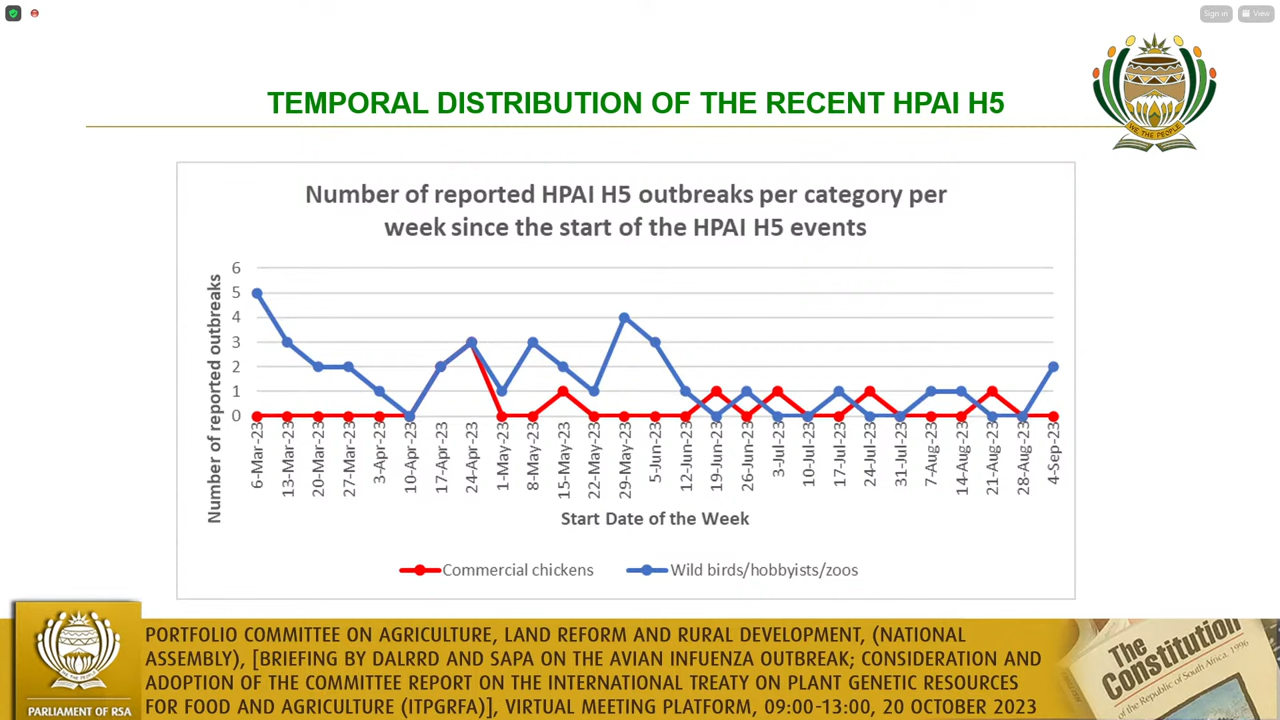 Sign in
View
WE THE PEOPLE
TEMPORAL DISTRIBUTION OF THE RECENT HPAI H5
Number of reported HPAI H5 outbreaks per category per
week since the start of the HPAI H5 events
Number of reported outbreaks
6
5
4
3
2
1
0
6-Mar-23
13-Mar-23
20-Mar-23
27-Mar-23
3-Apr-23
10-Apr-23
17-Apr-23
24-Apr-23
1-May-23
8-May-23
15-May-23
22-May-23
29-May-23
5-Jun-23
12-Jun-23
19-Jun-23
26-Jun-23
3-Jul-23
10-Jul-23
17-Jul-23
24-Jul-23
31-Jul-23
7-Aug-23
14-Aug-23
21-Aug-23
28-Aug-23
4-Sep-23
Start Date of the Week
Commercial chickens
Wild birds/hobbyists/zoos
PORTFOLIO COMMITTEE ON AGRICULTURE, LAND REFORM AND RURAL DEVELOPMENT, (NATIONAL
ASSEMBLY), [BRIEFING BY DALRRD AND SAPA ON THE AVIAN INFUENZA OUTBREAK; CONSIDERATION AND
ADOPTION OF THE COMMITTEE REPORT ON THE INTERNATIONAL TREATY ON PLANT GENETIC RESOURCES
FOR FOOD AND AGRICULTURE (ITPGRFA)], VIRTUAL MEETING PLATFORM, 09:00-13:00, 20 OCTOBER 2023
PARLIAMENT OF RSA
The
Constitution
of the Republic of South Africa, 1996